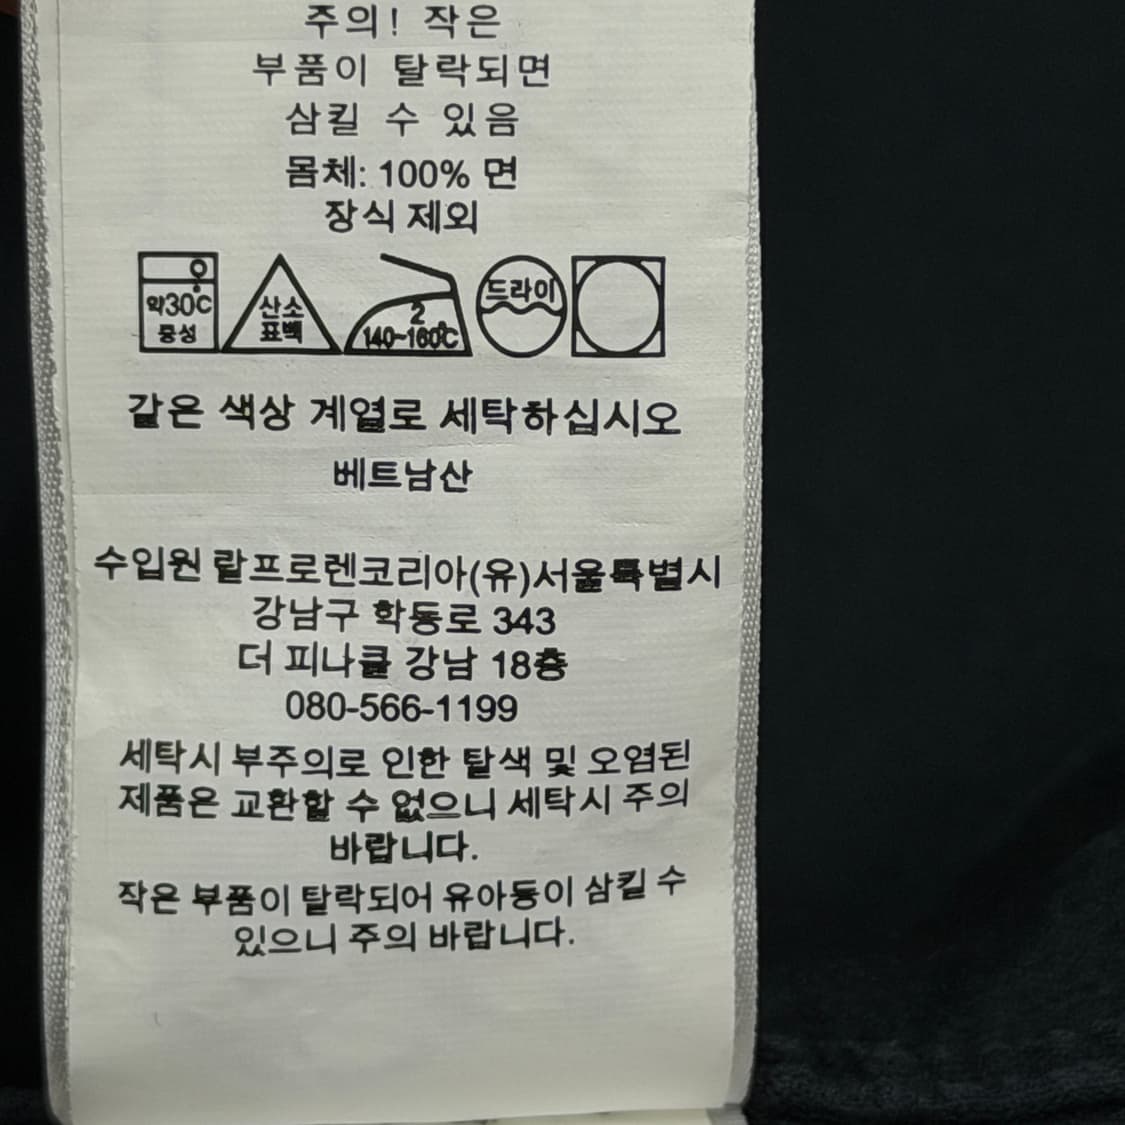 주의! 작은
부품이 탈락되면
삼킬 수 있음
몸체: 100% 면
장식 제외
약30℃
중성
산소
표백
2
140~160℃
드라이
같은 색상 계열로 세탁하십시오
베트남산
수입원 랄프로렌코리아(유)서울특별시
강남구 학동로 343
더 피나클 강남 18층
080-566-1199
세탁시 부주의로 인한 탈색 및 오염된
제품은 교환할 수 없으니 세탁시 주의
바랍니다.
작은 부품이 탈락되어 유아등이 삼킬 수
있으니 주의 바랍니다.